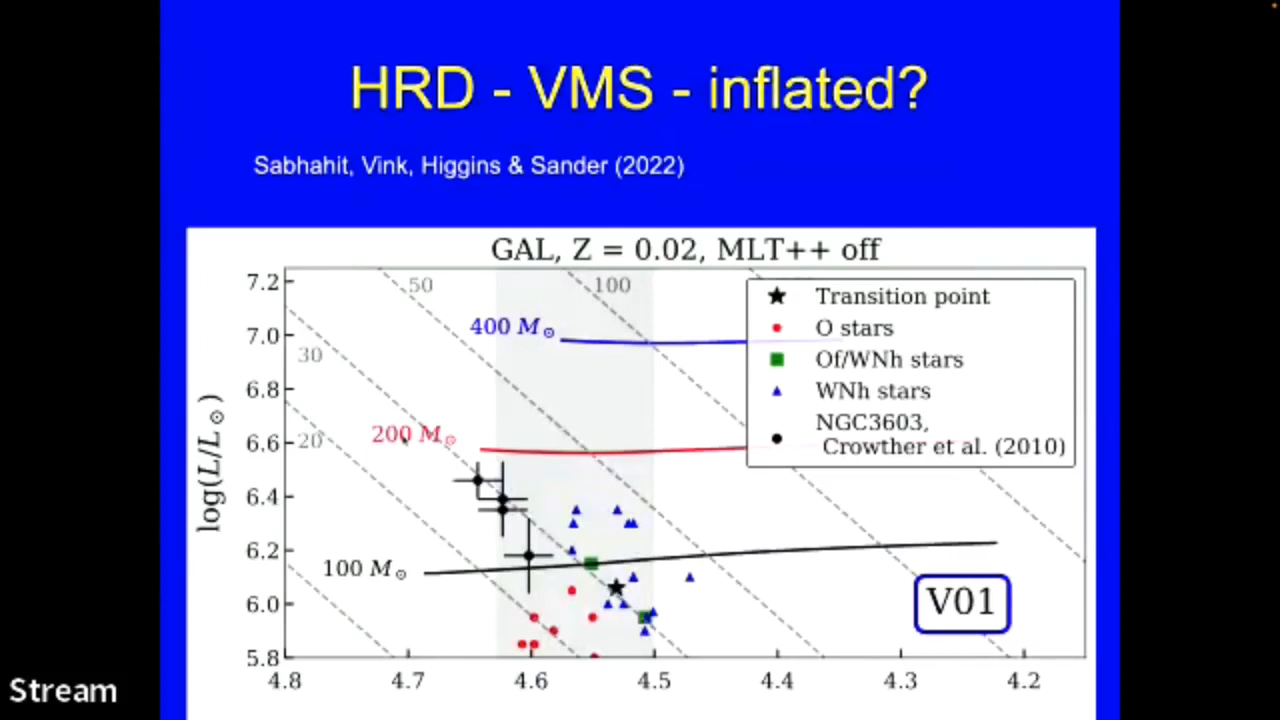 HRD - VMS - inflated?
Sabhahit, Vink, Higgins & Sander (2022)
GAL, Z = 0.02, MLT++ off
log(L/L⊙)
7.2
7.0
6.8
6.6
6.4
6.2
6.0
5.8
50
100
30
20
400 M⊙
200 M⊙
100 M⊙
Transition point
O stars
Of/WNh stars
WNh stars
NGC3603,
Crowther et al. (2010)
V01
4.8 4.7 4.6 4.5 4.4 4.3 4.2
Stream